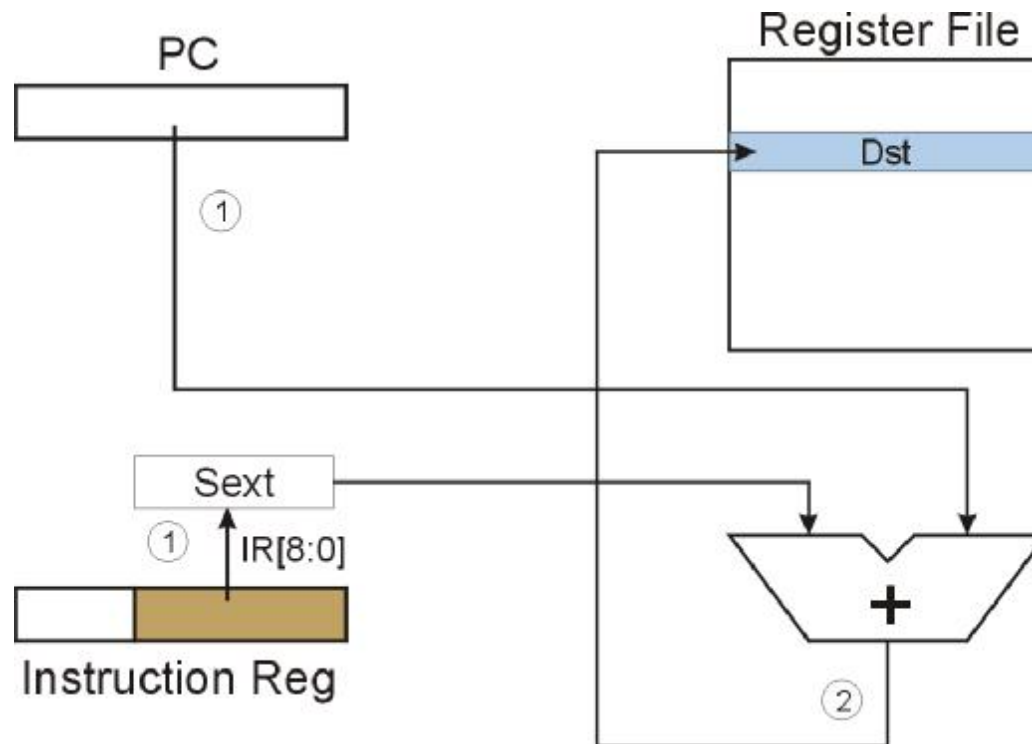 Register File
PC
Dst
1
Sext
1
IR[8:0]
+
Instruction Reg
2